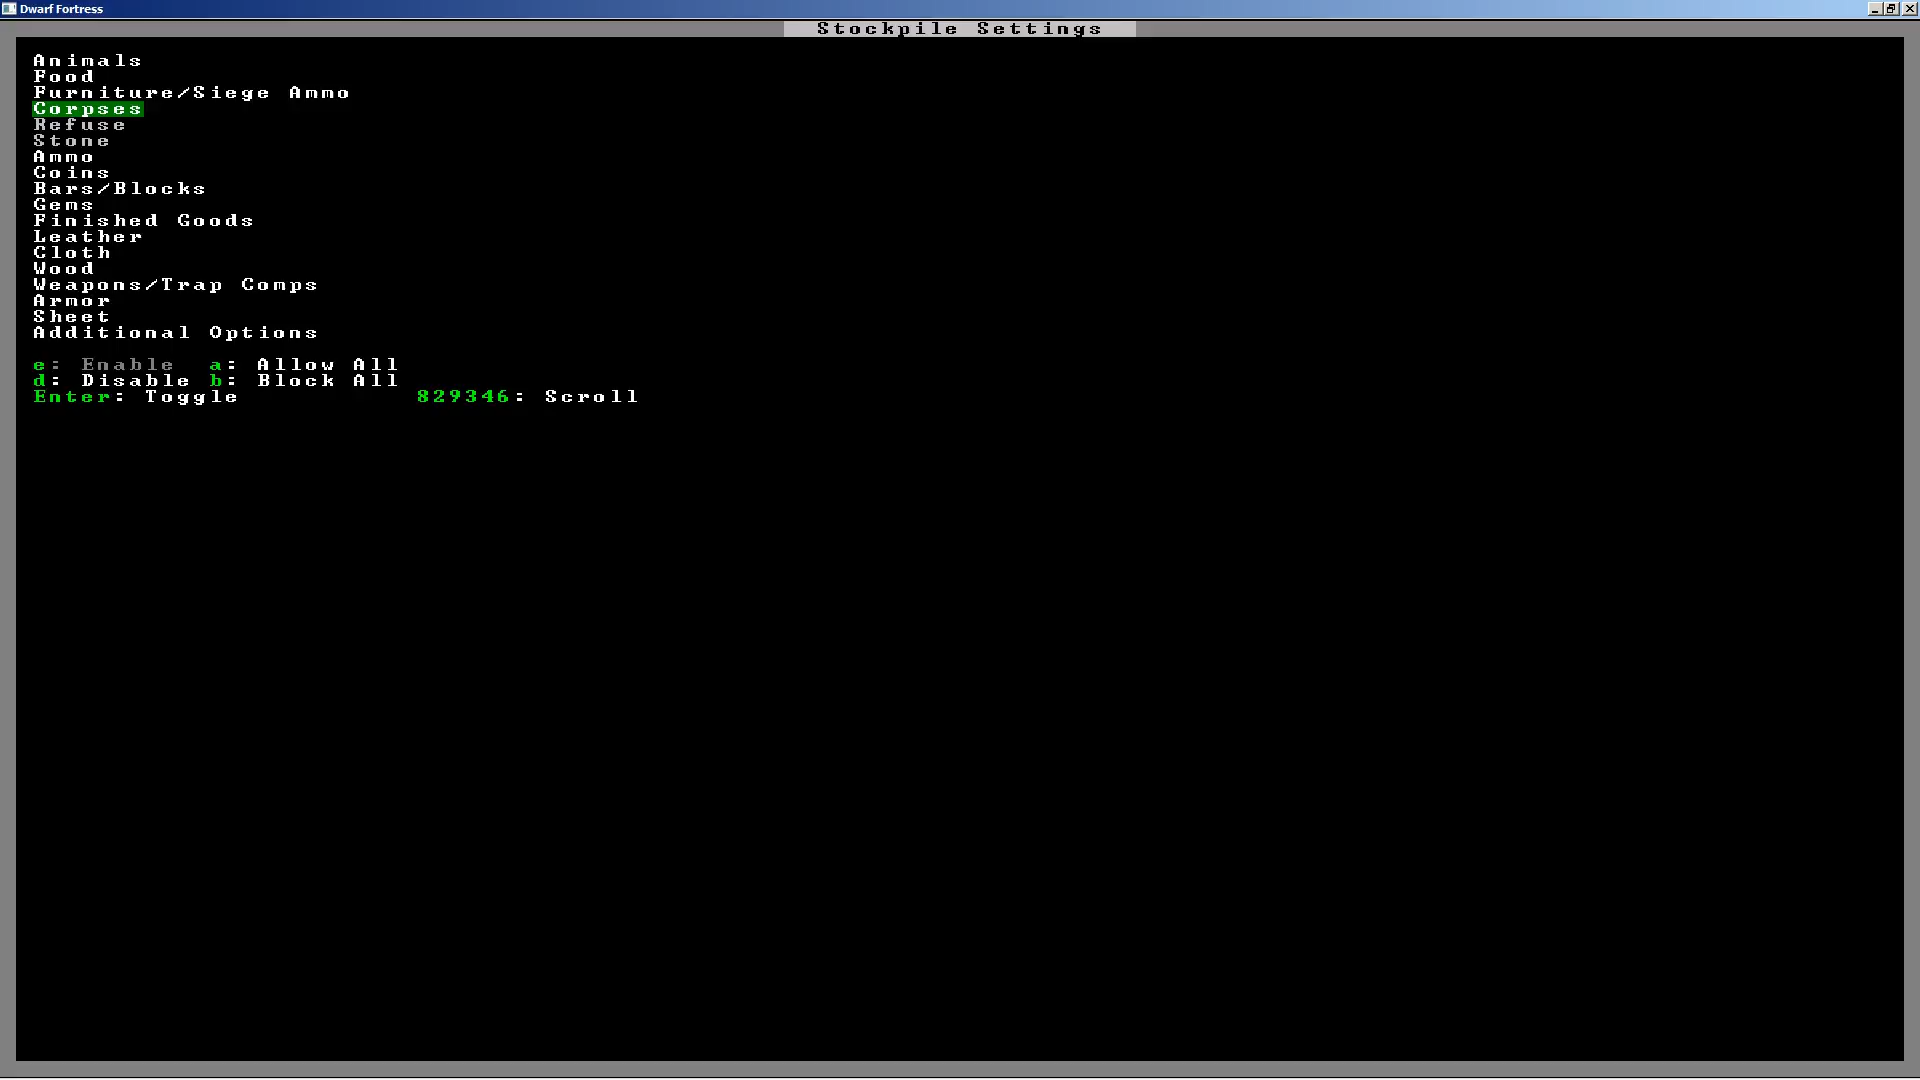 Dwarf Fortress
Stockpile Settings
Animals
Food
Furniture/Siege Ammo
Corpses
Refuse
Stone
Ammo
Coins
Bars/Blocks
Gems
Finished Goods
Leather
Cloth
Wood
Weapons/Trap Comps
Armor
Sheet
Additional Options
e: Enable a: Allow All
d: Disable b: Block All
Enter: Toggle 829346: Scroll